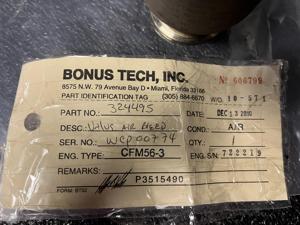 BONUS TECH, INC.
8575 N.W. 79 Avenue Bay D • Miami, Florida 33166
No 606799
PART IDENTIFICATION TAG (305) 884-6670 W/O 10-571
PART NO. 324495 DATE DEC 13 2010
DESC. VALVE AIR BLEED COND. A/R
SER. NO. WCP00774 QTY. 1
ENG. TYPE: CFM56-3 ENG. S/N: 722219
REMARKS: P3515490
FORM: BT02